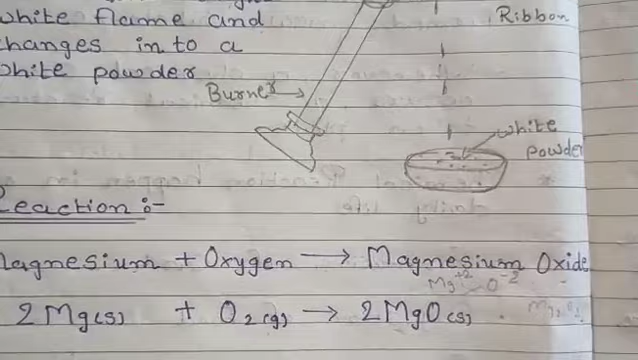 white flame and
Ribbon
changes in to a
white powder
Burner
white
powder
Reaction :-
Magnesium + Oxygen → Magnesium Oxide
Mg+2 O-2
2Mg(s) + O2(g) → 2MgO(s)